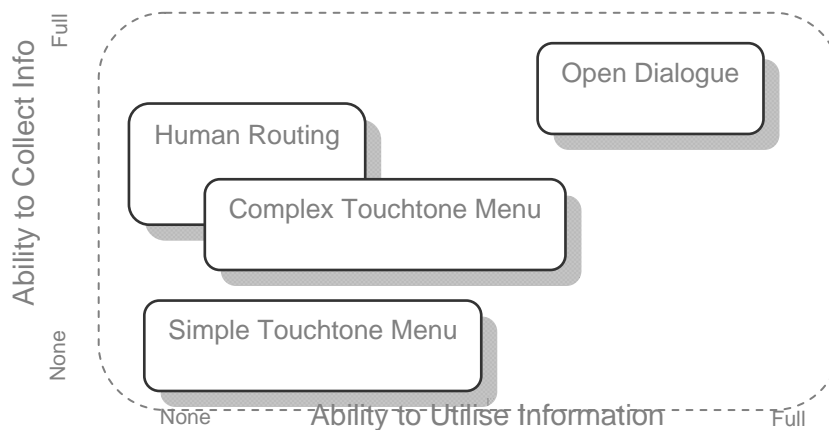 Full
Ability to Collect Info
None
Open Dialogue
Human Routing
Complex Touchtone Menu
Simple Touchtone Menu
None
Ability to Utilise Information
Full